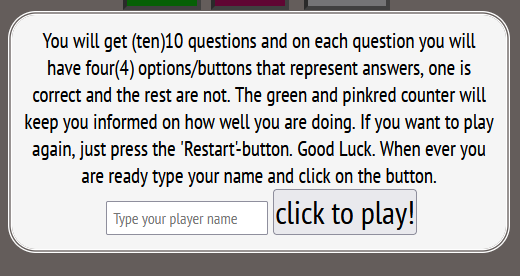 You will get (ten)10 questions and on each question you will
have four(4) options/buttons that represent answers, one is
correct and the rest are not. The green and pinkred counter will
keep you informed on how well you are doing. If you want to play
again, just press the 'Restart'-button. Good Luck. When ever you
are ready type your name and click on the button.
Type your player name click to play!